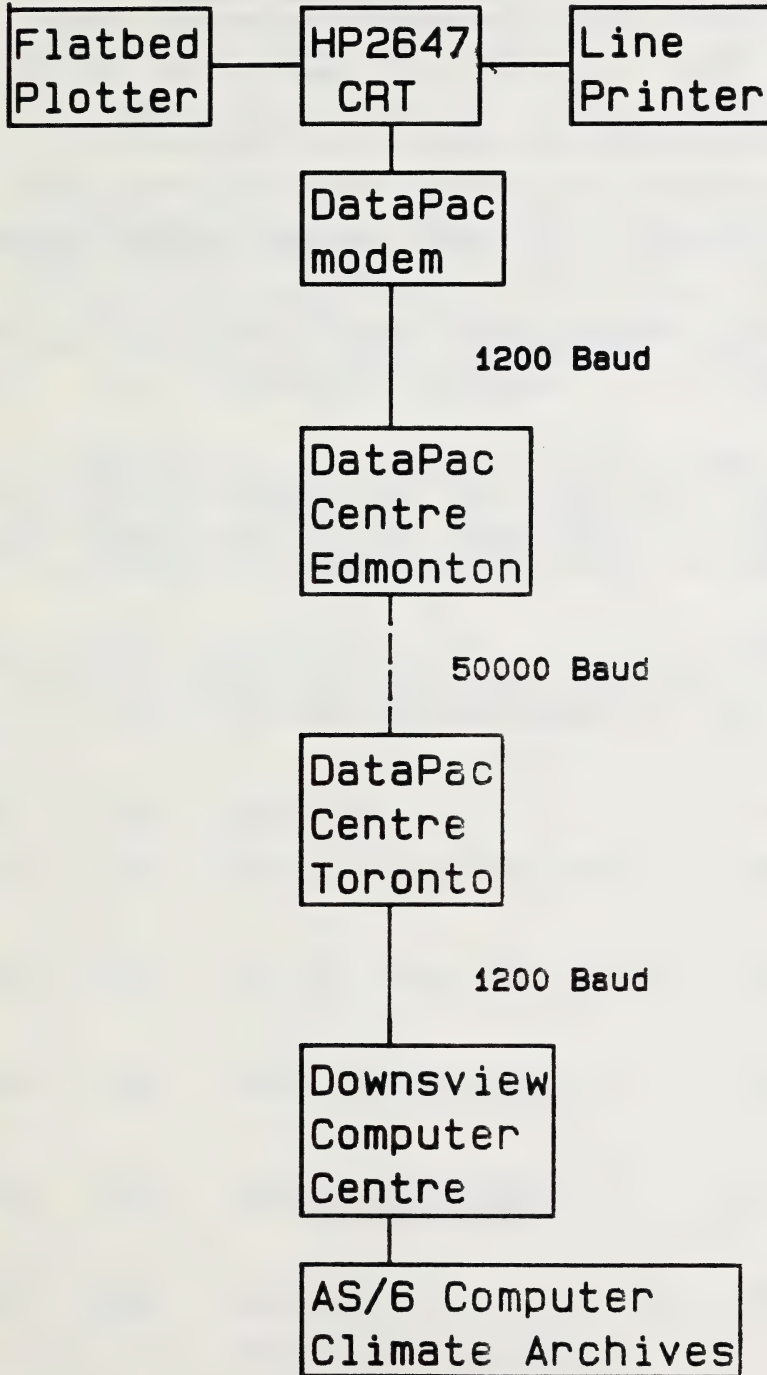 Flatbed
Plotter
HP2647
CRT
Line
Printer
DataPac
modem
1200 Baud
DataPac
Centre
Edmonton
50000 Baud
DataPac
Centre
Toronto
1200 Baud
Downsview
Computer
Centre
AS/6 Computer
Climate Archives